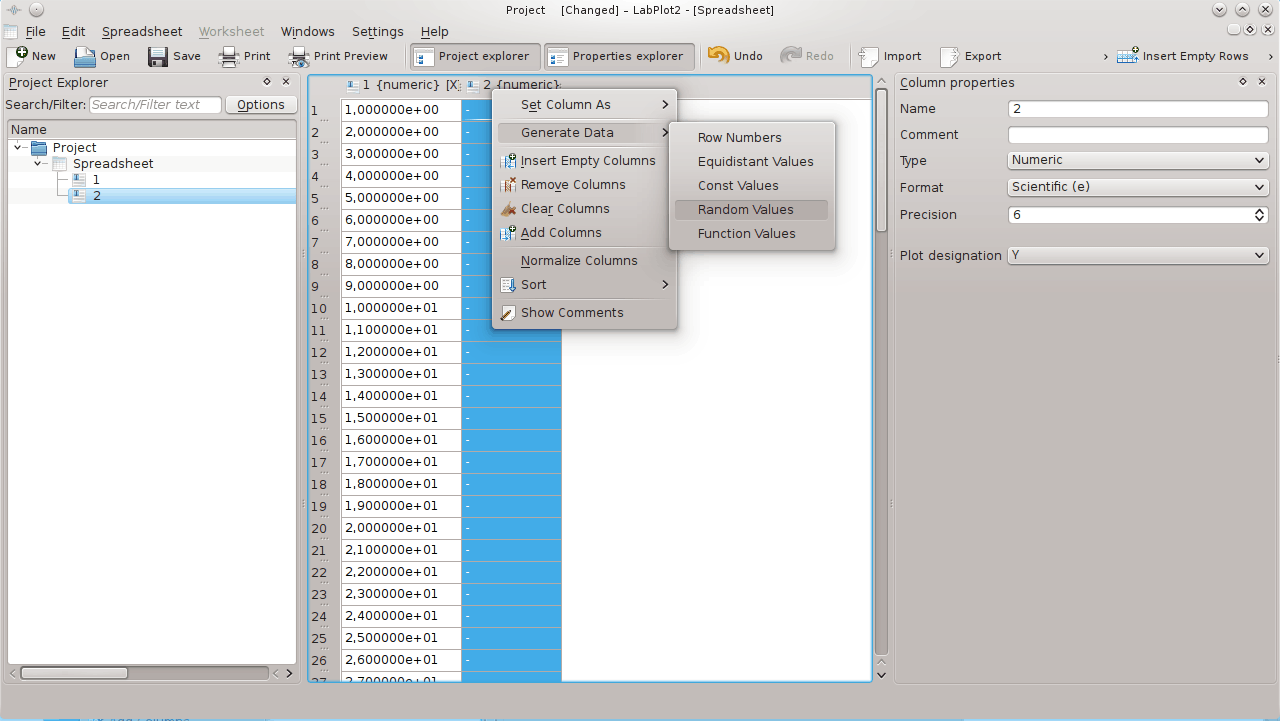 Project [Changed] – LabPlot2 - [Spreadsheet]
File Edit Spreadsheet Worksheet Windows Settings Help
New Open Save Print Print Preview Project explorer Properties explorer Undo Redo Import Export Insert Empty Rows
Project Explorer
Search/Filter: Search/Filter text Options
Name
Project
Spreadsheet
1
2
1 {numeric} [X] 2 {numeric}
1 1,000000e+00 -
2 2,000000e+00
3 3,000000e+00
4 4,000000e+00
5 5,000000e+00
6 6,000000e+00
7 7,000000e+00
8 8,000000e+00
9 9,000000e+00
10 1,000000e+01
11 1,100000e+01
12 1,200000e+01 -
13 1,300000e+01 -
14 1,400000e+01 -
15 1,500000e+01 -
16 1,600000e+01 -
17 1,700000e+01 -
18 1,800000e+01 -
19 1,900000e+01 -
20 2,000000e+01 -
21 2,100000e+01 -
22 2,200000e+01 -
23 2,300000e+01 -
24 2,400000e+01 -
25 2,500000e+01 -
26 2,600000e+01 -
Set Column As
Generate Data
Insert Empty Columns
Remove Columns
Clear Columns
Add Columns
Normalize Columns
Sort
Show Comments
Row Numbers
Equidistant Values
Const Values
Random Values
Function Values
Column properties
Name 2
Comment
Type Numeric
Format Scientific (e)
Precision 6
Plot designation Y